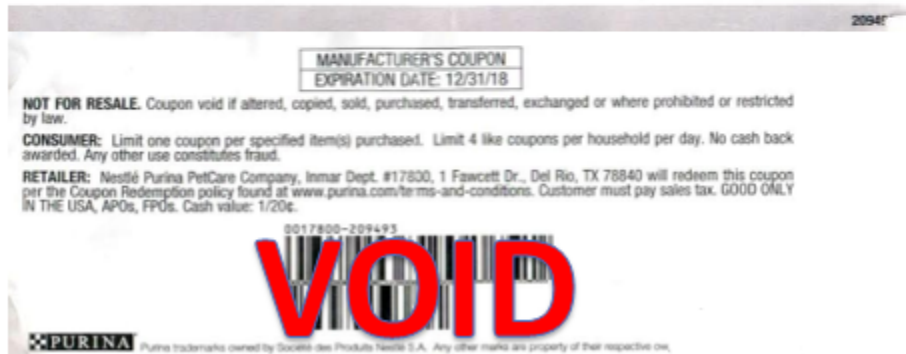 MANUFACTURER'S COUPON
EXPIRATION DATE: 12/31/18
NOT FOR RESALE. Coupon void if altered, copied, sold, purchased, transferred, exchanged or where prohibited or restricted
by law.
CONSUMER: Limit one coupon per specified item(s) purchased. Limit 4 like coupons per household per day. No cash back
awarded. Any other use constitutes fraud.
RETAILER: Nestlé Purina PetCare Company, Inmar Dept. #17800, 1 Fawcett Dr., Del Rio, TX 78840 will redeem this coupon
per the Coupon Redemption policy found at www.purina.com/terms-and-conditions. Customer must pay sales tax. GOOD ONLY
IN THE USA, APOs, FPOs. Cash value: 1/20¢.
0017800-209493
VOID
PURINA Purina trademarks owned by Société des Produits Nestlé S.A. Any other marks are property of their respective